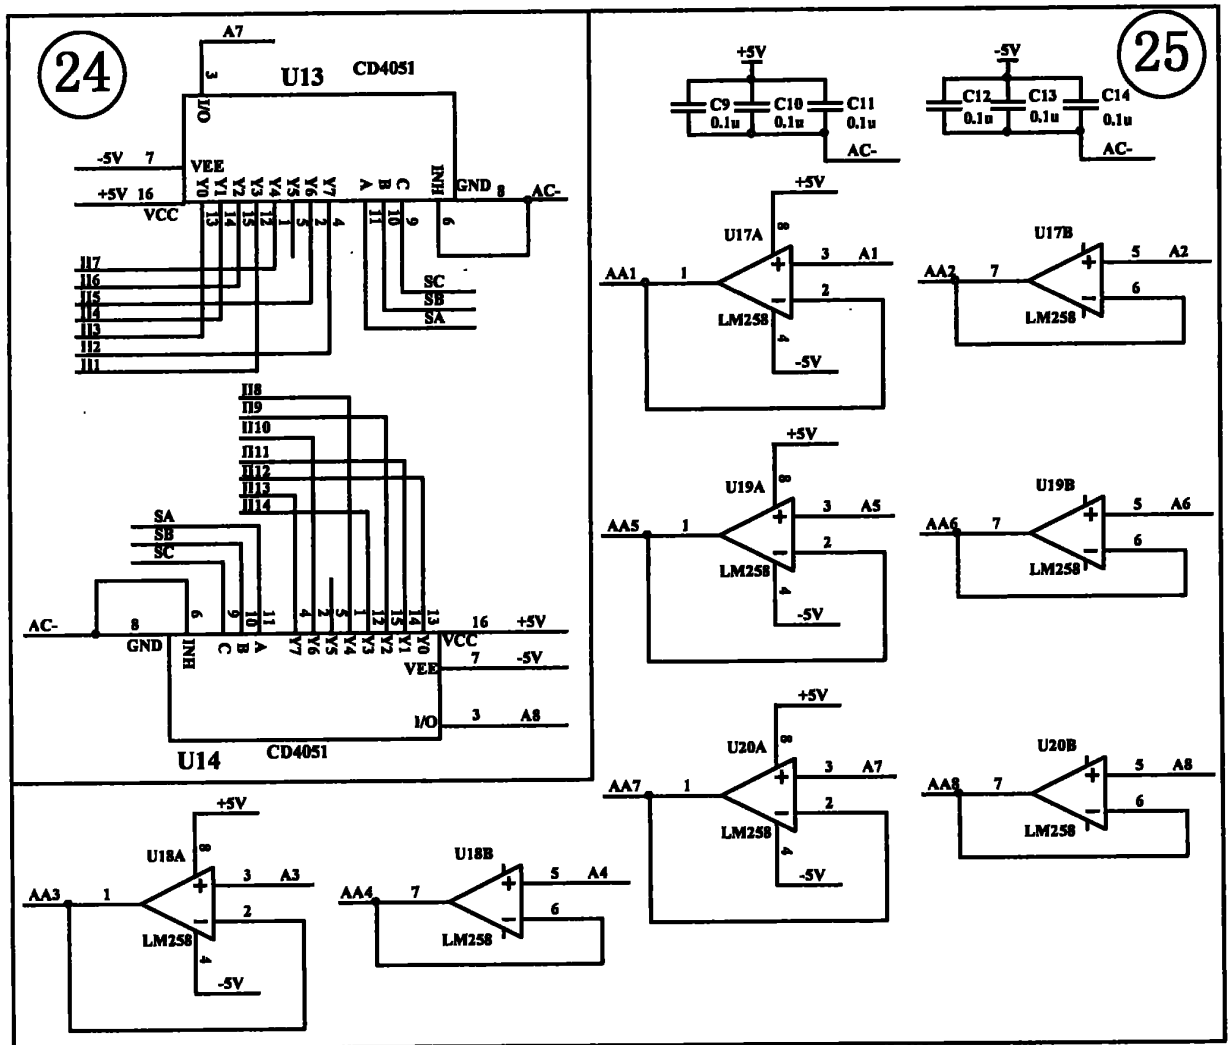 24
A7
3
U13
CD4051
I/O
-5V 7
VEE
+5V 16
VCC
Y0 Y1 Y2 Y3 Y4 Y5 Y6 Y7 A B C INH
GND 8 AC-
13 14 15 12 1 5 2 4 11 10 9 6
II7
II6
II5
II4
II3
II2
II1
SC
SB
SA
II8
II9
II10
II11
II12
II13
II14
SA
SB
SC
AC- 8
6 9 10 11 4 2 5 1 12 15 14 13
16 +5V
GND INH C B A Y7 Y6 Y5 Y4 Y3 Y2 Y1 Y0 VCC
7 -5V
VEE
I/O 3 A8
U14
CD4051
25
+5V
C9 C10 C11
0.1u 0.1u 0.1u
AC-
-5V
C12 C13 C14
0.1u 0.1u 0.1u
AC-
+5V
8
U17A
AA1 1 + 3 A1
- 2
LM258
4
-5V
U17B
AA2 7 + 5 A2
- 6
LM258
+5V
8
U19A
AA5 1 + 3 A5
- 2
LM258
4
-5V
U19B
AA6 7 + 5 A6
- 6
LM258
+5V
8
U20A
AA7 1 + 3 A7
- 2
LM258
4
-5V
U20B
AA8 7 + 5 A8
- 6
LM258
+5V
8
U18A
AA3 1 + 3 A3
- 2
LM258
4
-5V
U18B
AA4 7 + 5 A4
- 6
LM258